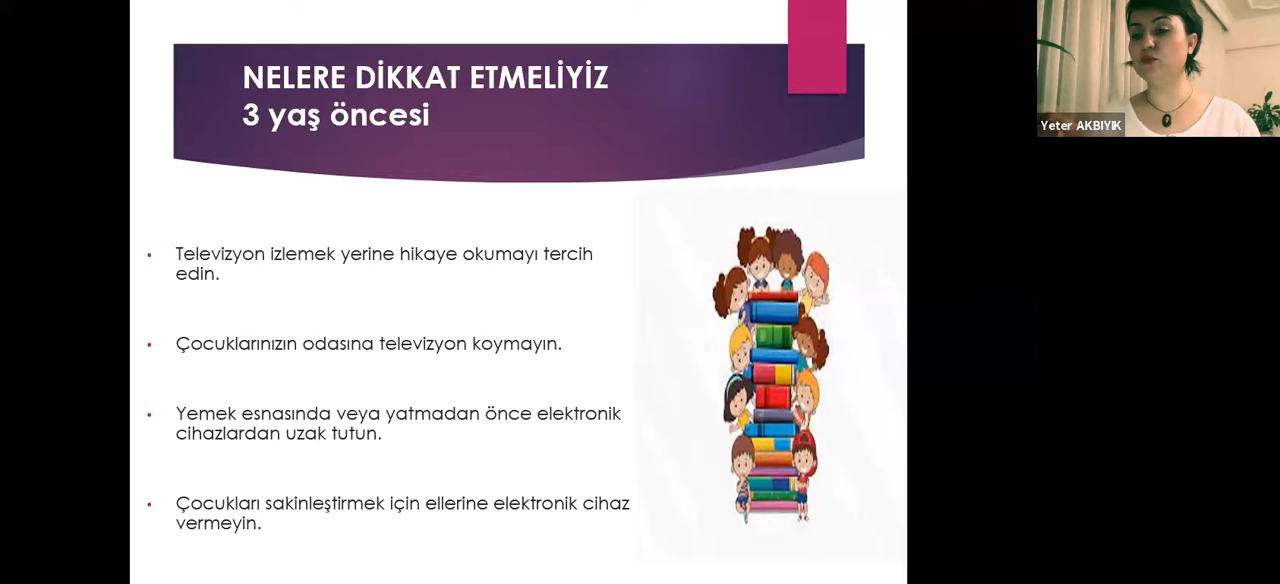 NELERE DİKKAT ETMELİYİZ
3 yaş öncesi
Yeter AKBIYIK
• Televizyon izlemek yerine hikaye okumayı tercih
edin.
• Çocuklarınızın odasına televizyon koymayın.
• Yemek esnasında veya yatmadan önce elektronik
cihazlardan uzak tutun.
• Çocukları sakinleştirmek için ellerine elektronik cihaz
vermeyin.